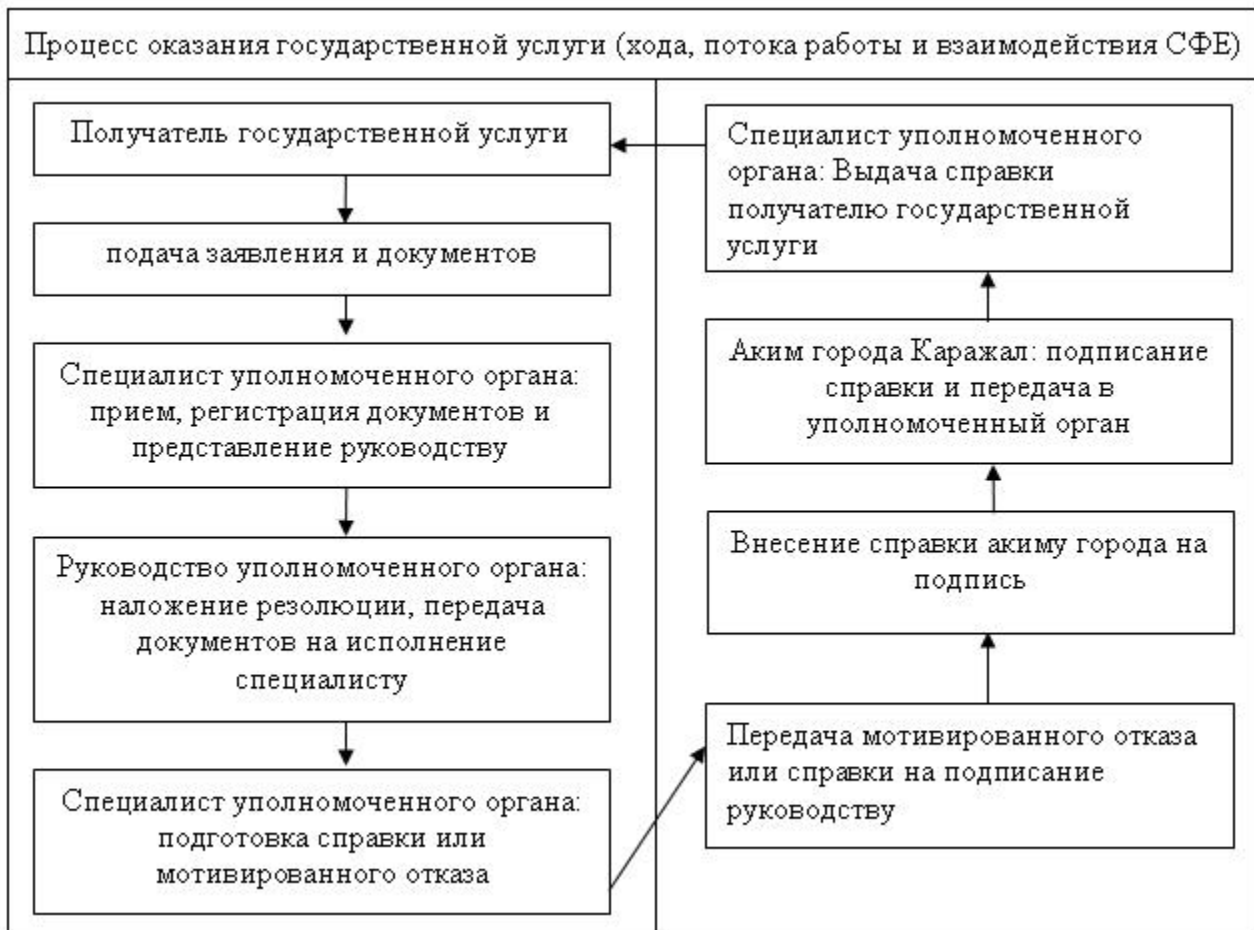 Процесс оказания государственной услуги (хода, потока работы и взаимодействия СФЕ)
Получатель государственной услуги
подача заявления и документов
Специалист уполномоченного органа:
прием, регистрация документов и
представление руководству
Руководство уполномоченного органа:
наложение резолюции, передача
документов на исполнение
специалисту
Специалист уполномоченного органа:
подготовка справки или
мотивированного отказа
Передача мотивированного отказа
или справки на подписание
руководству
Внесение справки акиму города на
подпись
Аким города Каражал: подписание
справки и передача в
уполномоченный орган
Специалист уполномоченного
органа: Выдача справки
получателю государственной
услуги